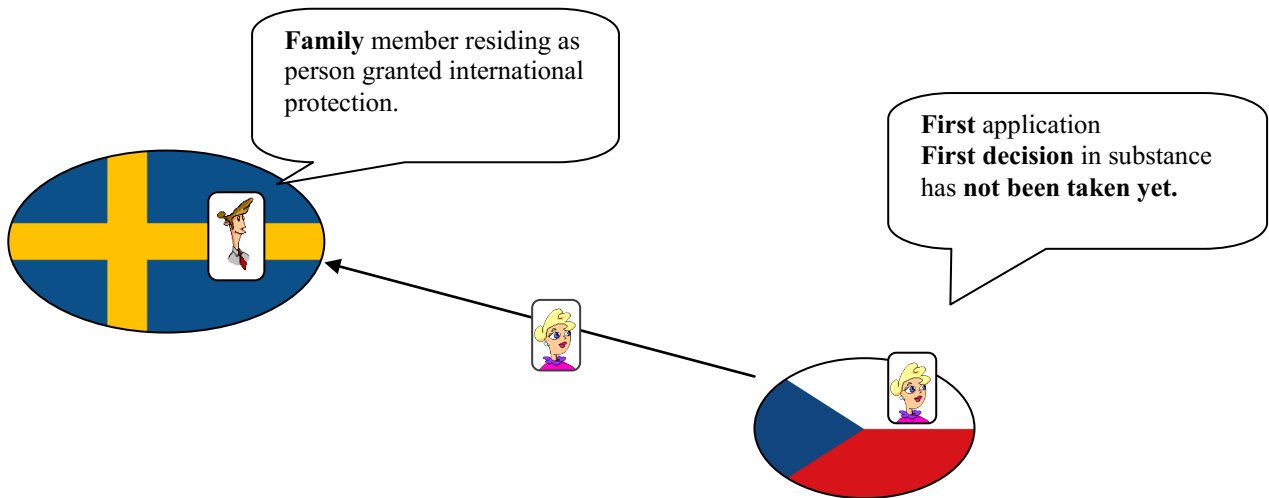 Family member residing as
person granted international
protection.
First application
First decision in substance
has not been taken yet.